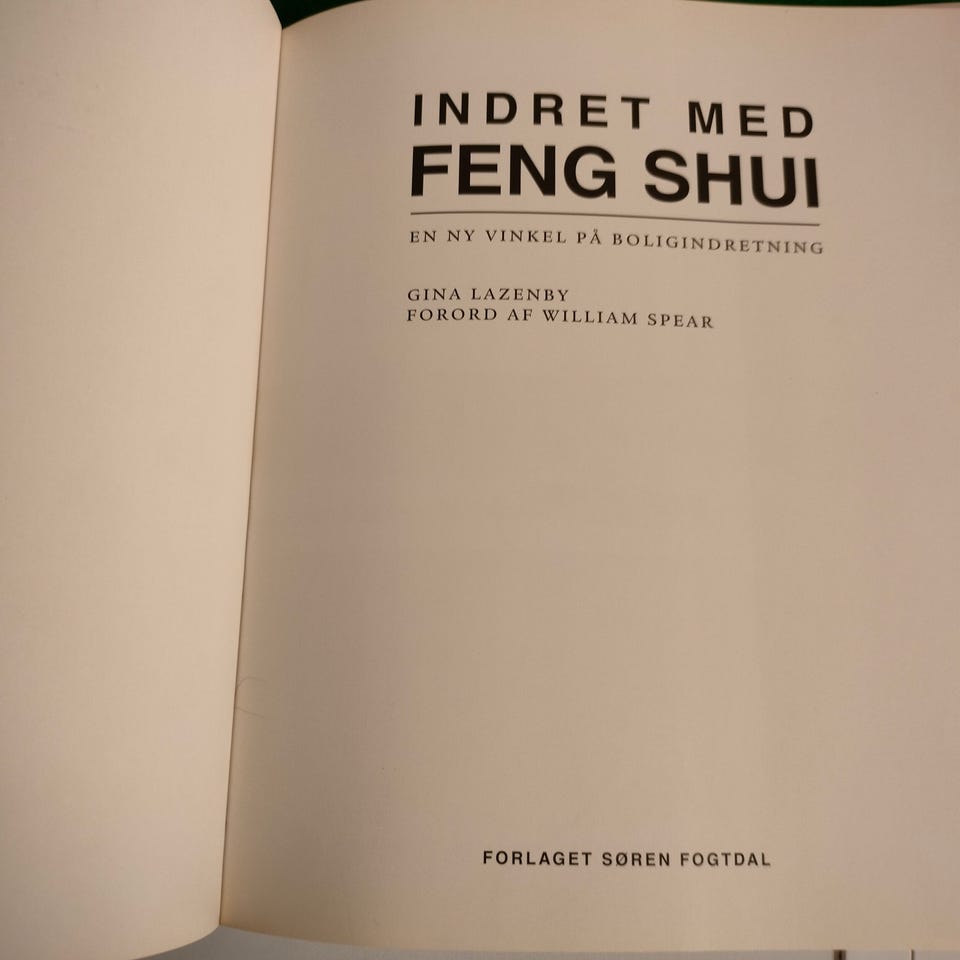 INDRET MED
FENG SHUI
EN NY VINKEL PÅ BOLIGINDRETNING
GINA LAZENBY
FORORD AF WILLIAM SPEAR
FORLAGET SØREN FOGTDAL